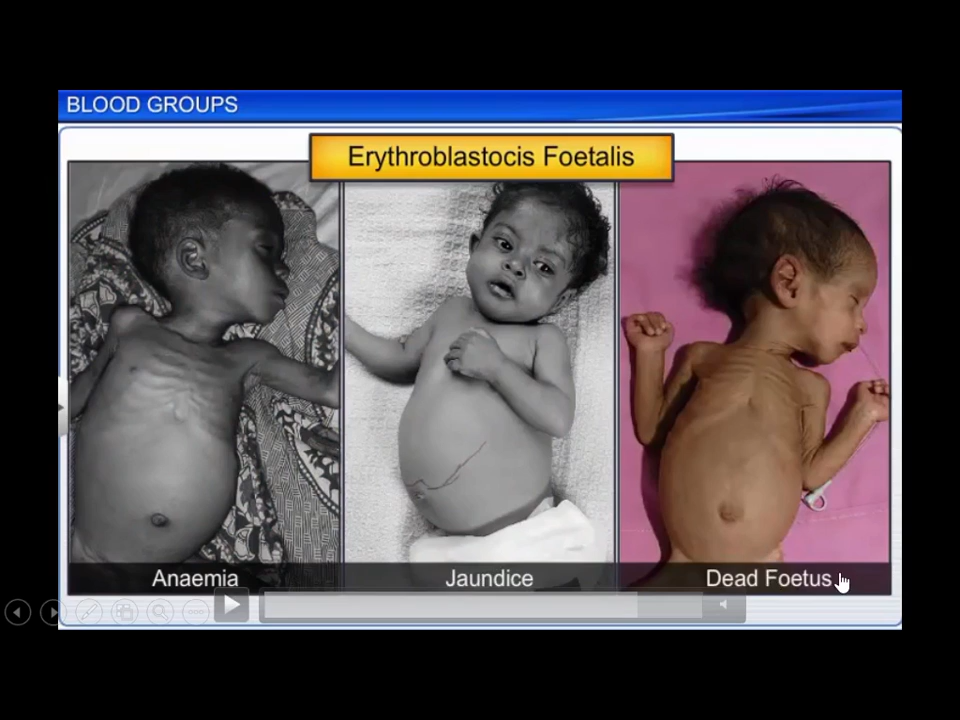 BLOOD GROUPS
Erythroblastocis Foetalis
Anaemia
Jaundice
Dead Foetus